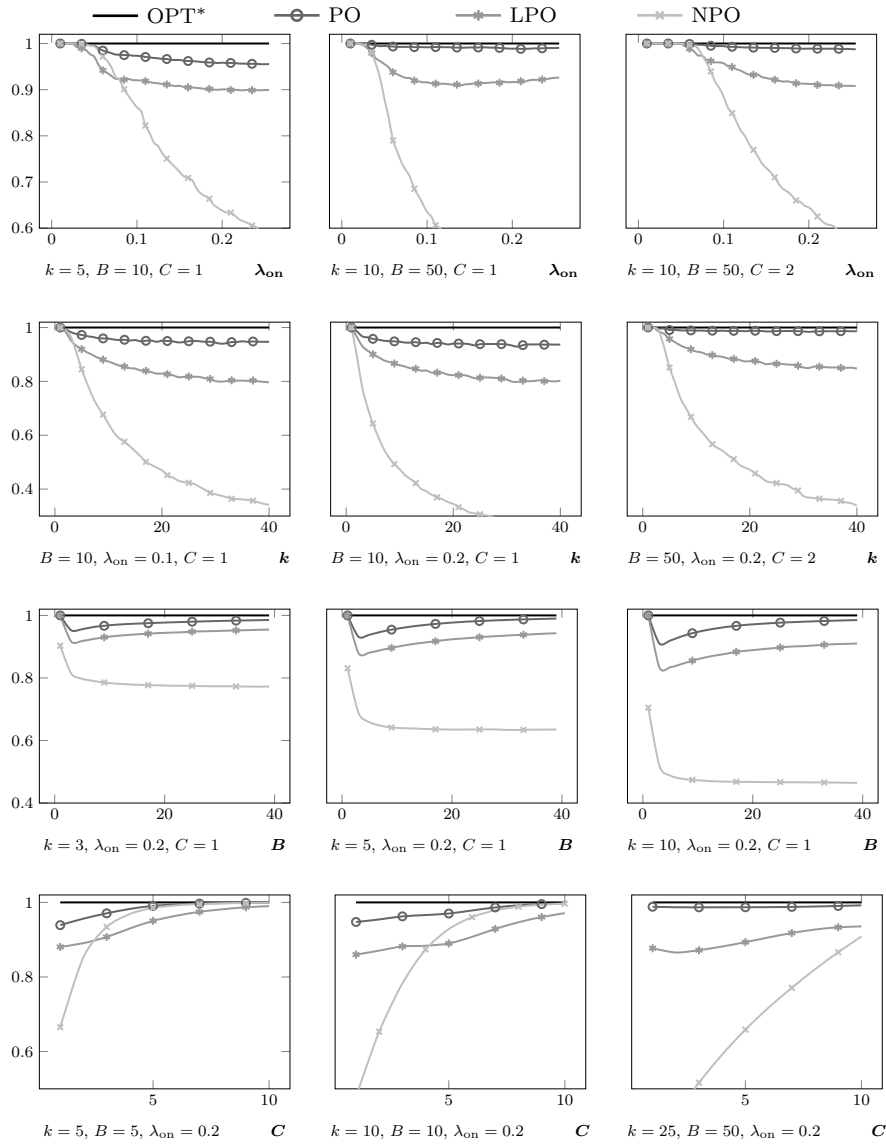 OPT* PO LPO NPO
1
0.9
0.8
0.7
0.6
0 0.1 0.2
0 0.1 0.2
0 0.1 0.2
k = 5, B = 10, C = 1 λon
k = 10, B = 50, C = 1 λon
k = 10, B = 50, C = 2 λon
1
0.8
0.6
0.4
0 20 40
0 20 40
0 20 40
B = 10, λon = 0.1, C = 1 k
B = 10, λon = 0.2, C = 1 k
B = 50, λon = 0.2, C = 2 k
1
0.8
0.6
0.4
0 20 40
0 20 40
0 20 40
k = 3, λon = 0.2, C = 1 B
k = 5, λon = 0.2, C = 1 B
k = 10, λon = 0.2, C = 1 B
1
0.8
0.6
5 10
5 10
5 10
k = 5, B = 5, λon = 0.2 C
k = 10, B = 10, λon = 0.2 C
k = 25, B = 50, λon = 0.2 C